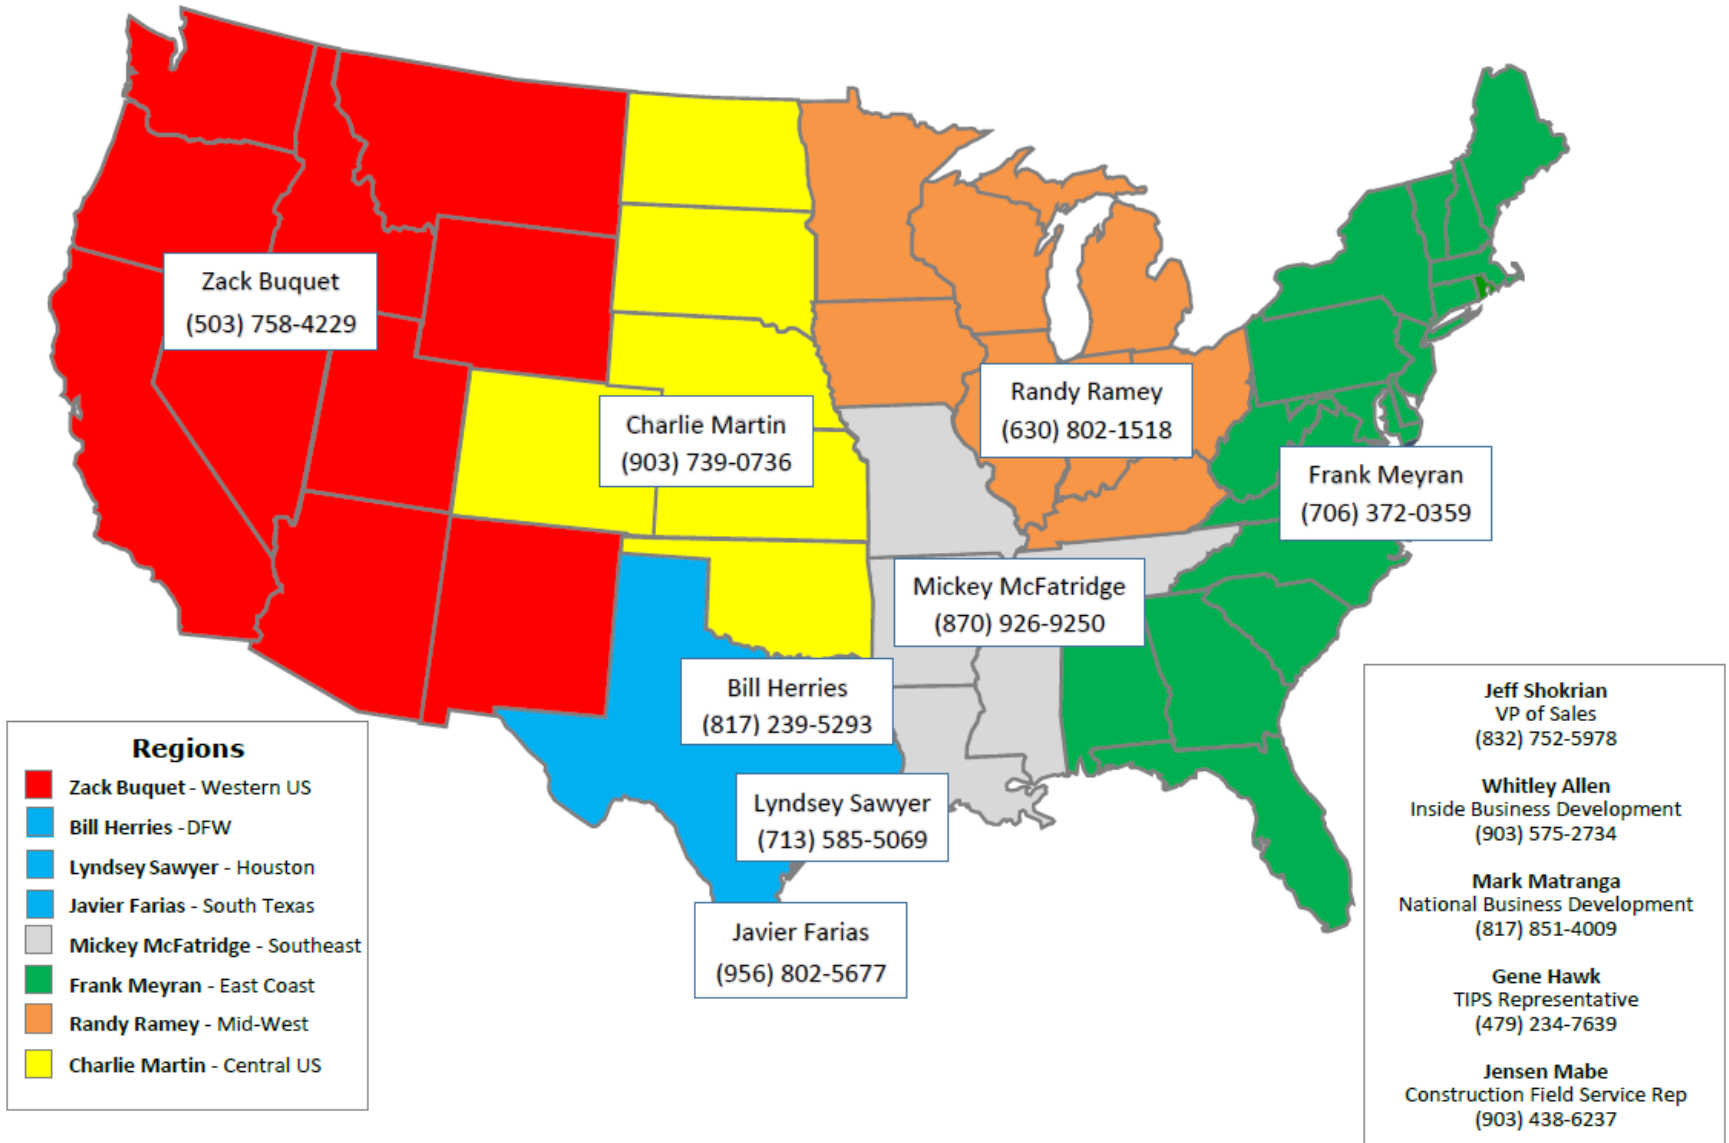 Zack Buquet
(503) 758-4229
Charlie Martin
(903) 739-0736
Randy Ramey
(630) 802-1518
Frank Meyran
(706) 372-0359
Mickey McFatridge
(870) 926-9250
Bill Herries
(817) 239-5293
Lyndsey Sawyer
(713) 585-5069
Javier Farias
(956) 802-5677
Regions
Zack Buquet - Western US
Bill Herries -DFW
Lyndsey Sawyer - Houston
Javier Farias - South Texas
Mickey McFatridge - Southeast
Frank Meyran - East Coast
Randy Ramey - Mid-West
Charlie Martin - Central US
Jeff Shokrian
VP of Sales
(832) 752-5978
Whitley Allen
Inside Business Development
(903) 575-2734
Mark Matranga
National Business Development
(817) 851-4009
Gene Hawk
TIPS Representative
(479) 234-7639
Jensen Mabe
Construction Field Service Rep
(903) 438-6237